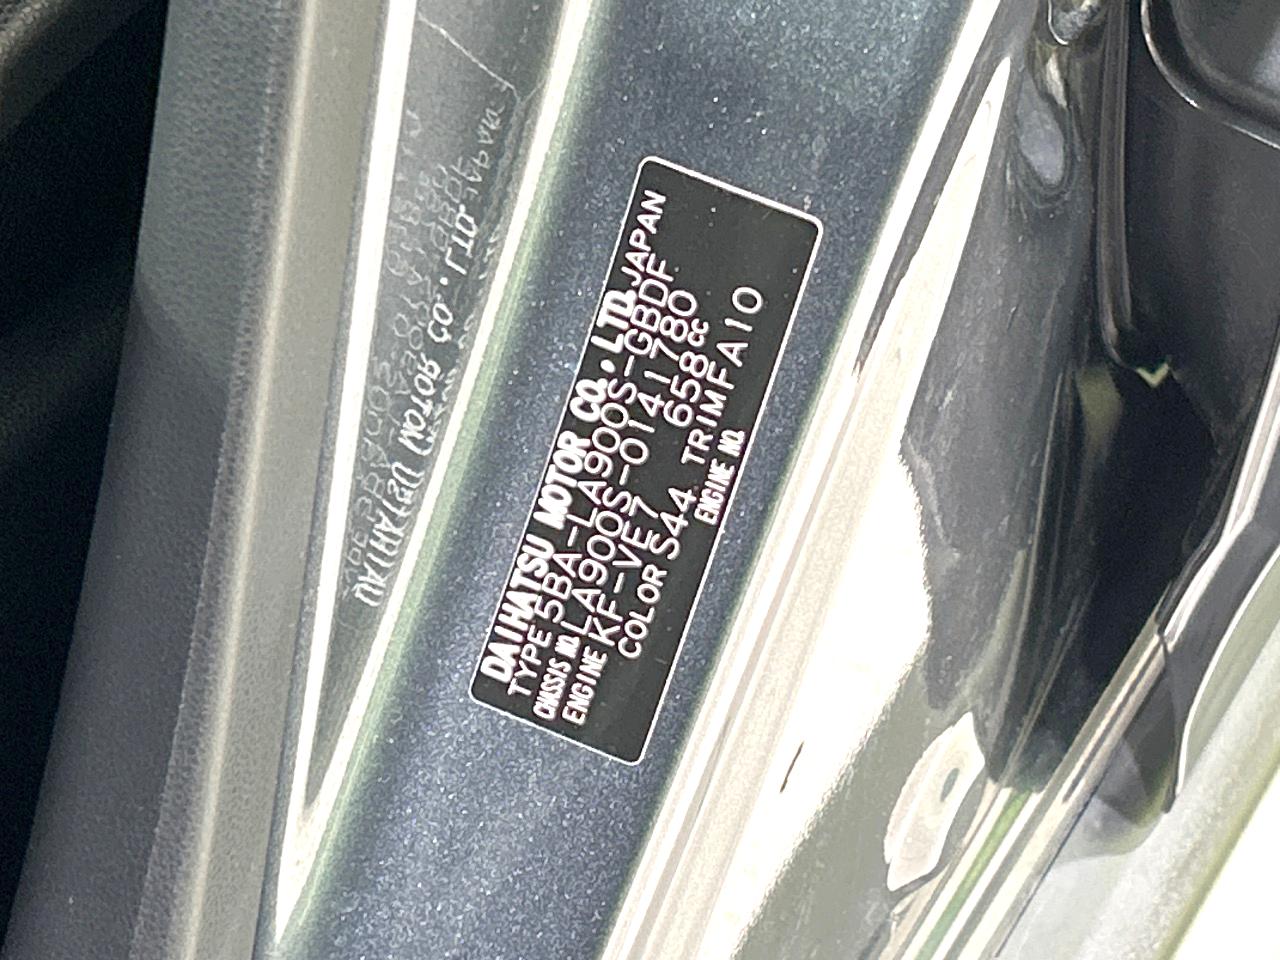 DAIHATSU MOTOR CO.・LTD. JAPAN
TYPE 5BA-LA900S-GBDF
CHASSIS NO. LA900S-0141780
ENGINE KF-VE7 658cc
COLOR S44 TRIM FA10
ENGINE NO.